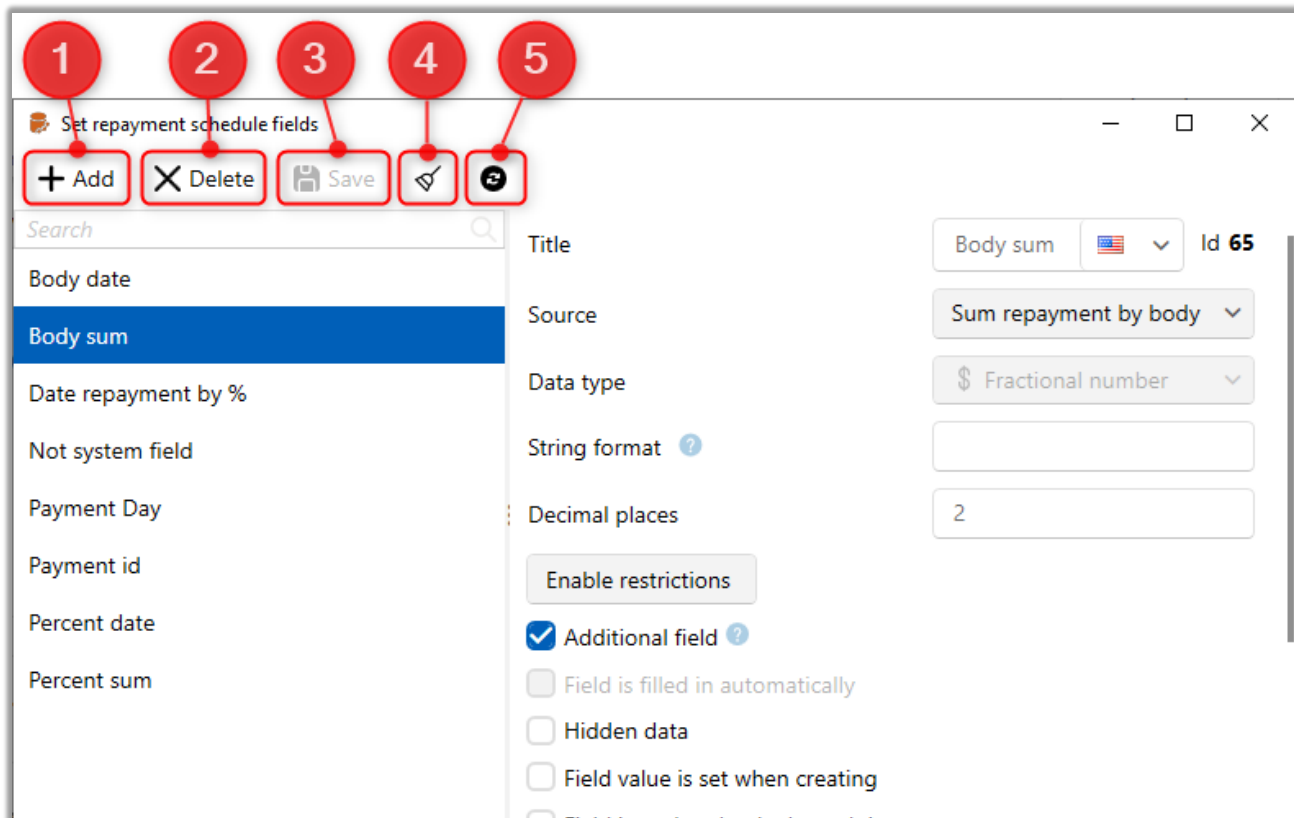 1 2 3 4 5
Set repayment schedule fields
Add Delete Save
Search
Body date
Body sum
Date repayment by %
Not system field
Payment Day
Payment id
Percent date
Percent sum
Title Body sum Id 65
Source Sum repayment by body
Data type $ Fractional number
String format ?
Decimal places 2
Enable restrictions
Additional field ?
Field is filled in automatically
Hidden data
Field value is set when creating